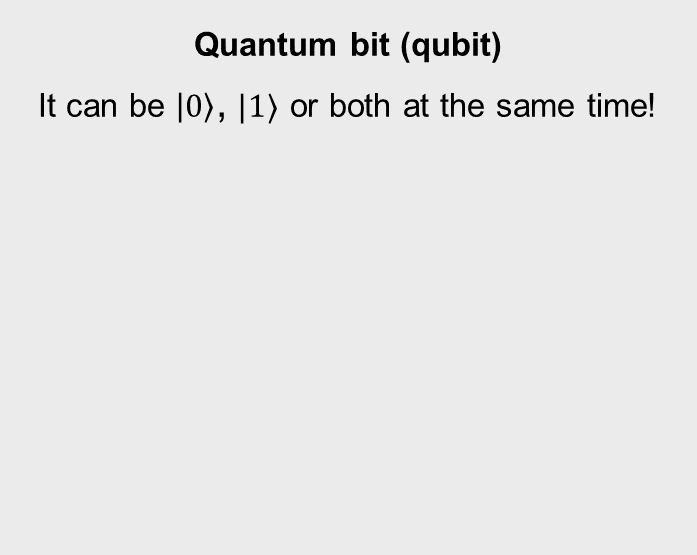 Quantum bit (qubit)
It can be |0⟩, |1⟩ or both at the same time!